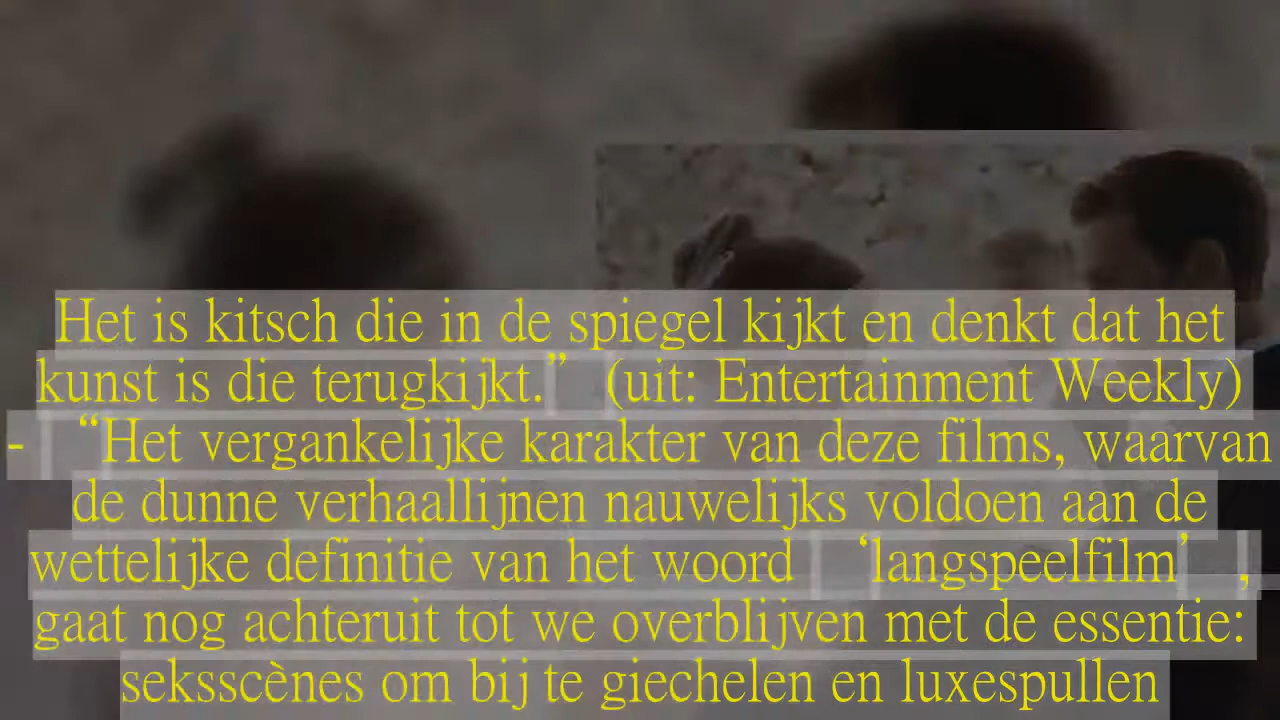 Het is kitsch die in de spiegel kijkt en denkt dat het
kunst is die terugkijkt.” (uit: Entertainment Weekly)
- “Het vergankelijke karakter van deze films, waarvan
de dunne verhaallijnen nauwelijks voldoen aan de
wettelijke definitie van het woord ‘langspeelfilm’,
gaat nog achteruit tot we overblijven met de essentie:
seksscènes om bij te giechelen en luxespullen